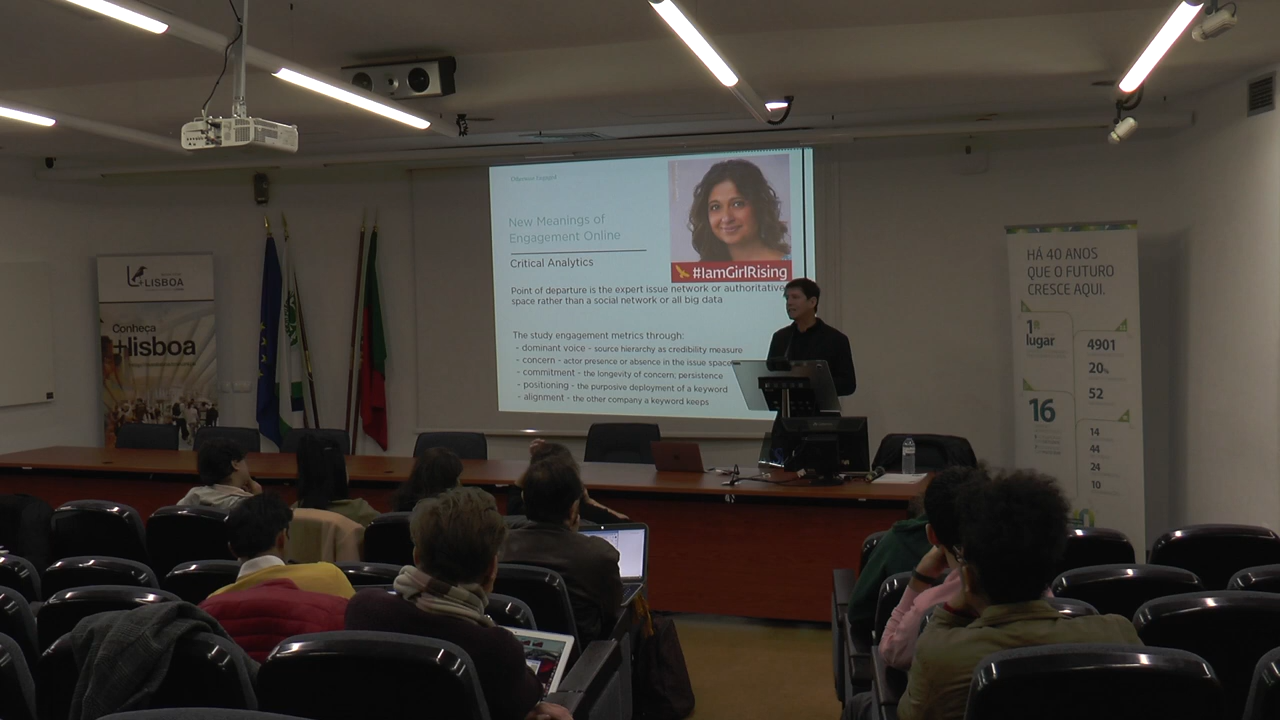 New Meanings of
Engagement Online
Critical Analytics
#IamGirlRising
Point of departure is the expert issue network or authoritative
space rather than a social network or all big data
The study engagement metrics through:
- dominant voice - source hierarchy as credibility measure
- concern - actor presence or absence in the issue space
- commitment - the longevity of concern; persistence
- positioning - the purposive deployment of a keyword
- alignment - the other company a keyword keeps
LISBOA
Conheça
+lisboa
HÁ 40 ANOS
QUE O FUTURO
CRESCE AQUI.
1º
lugar
16
4901
20%
52
14
44
24
10